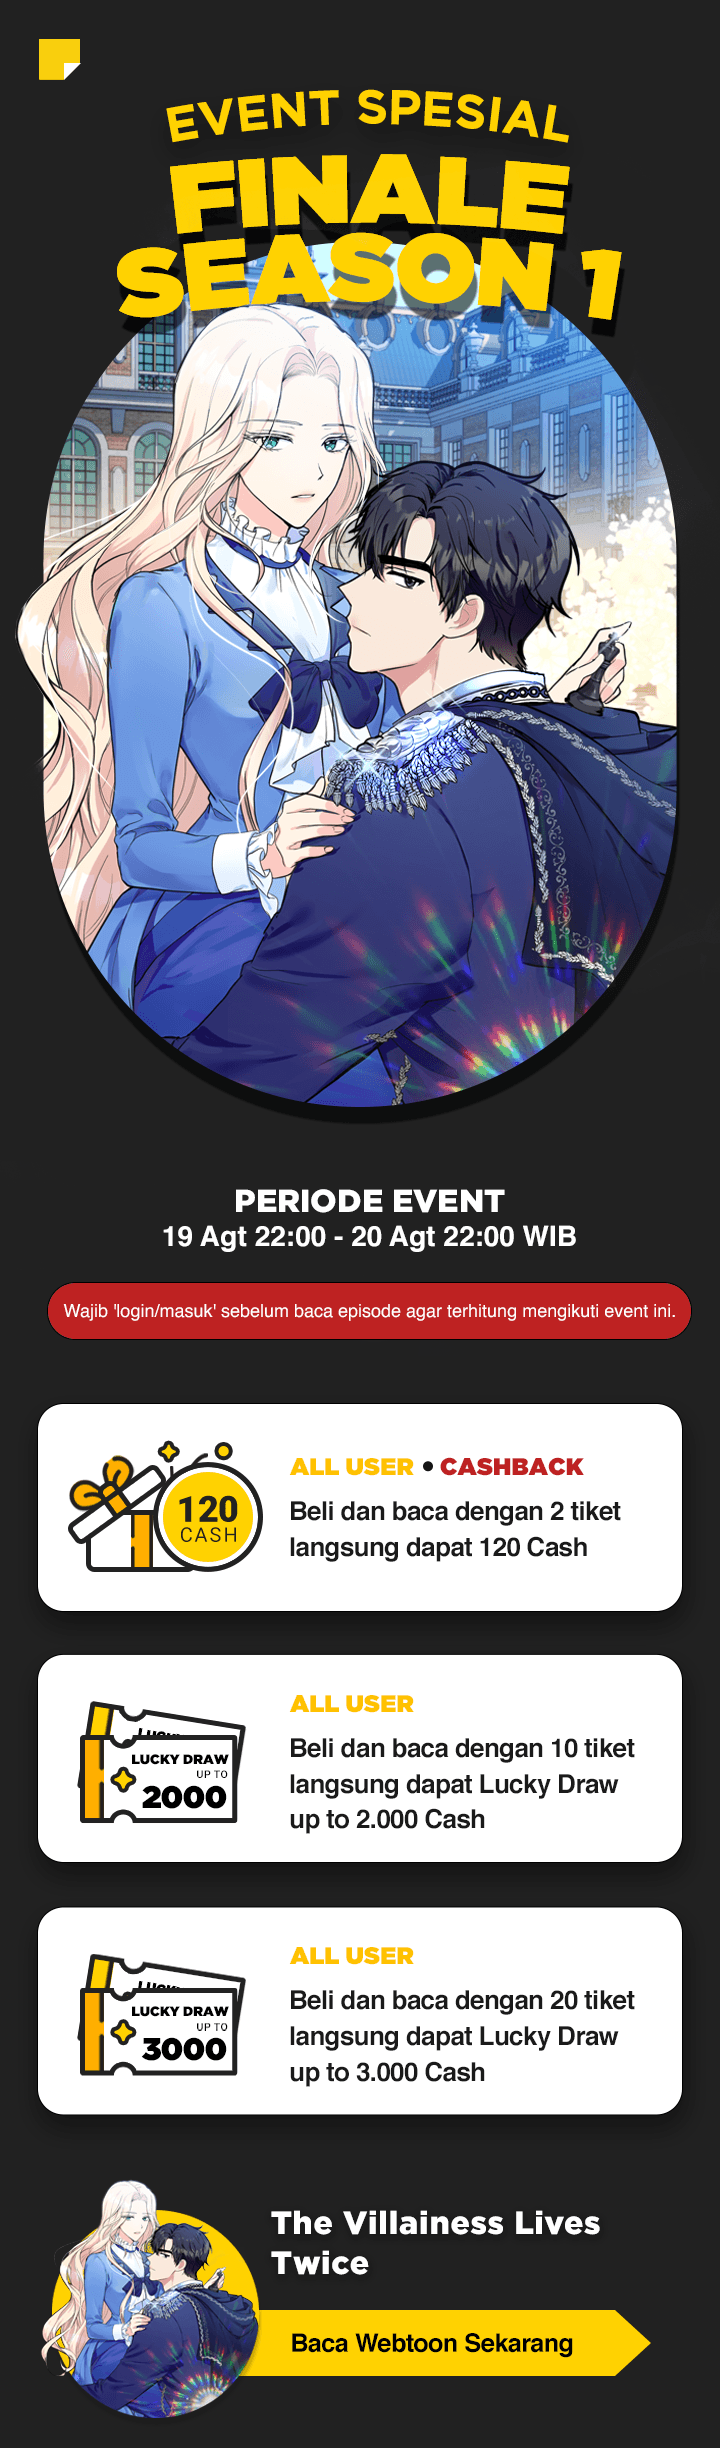 EVENT SPESIAL
FINALE
SEASON 1
PERIODE EVENT
19 Agt 22:00 - 20 Agt 22:00 WIB
Wajib 'login/masuk' sebelum baca episode agar terhitung mengikuti event ini.
120
CASH
ALL USER • CASHBACK
Beli dan baca dengan 2 tiket
langsung dapat 120 Cash
LUCKY DRAW
UP TO
2000
ALL USER
Beli dan baca dengan 10 tiket
langsung dapat Lucky Draw
up to 2.000 Cash
LUCKY DRAW
UP TO
3000
ALL USER
Beli dan baca dengan 20 tiket
langsung dapat Lucky Draw
up to 3.000 Cash
The Villainess Lives
Twice
Baca Webtoon Sekarang